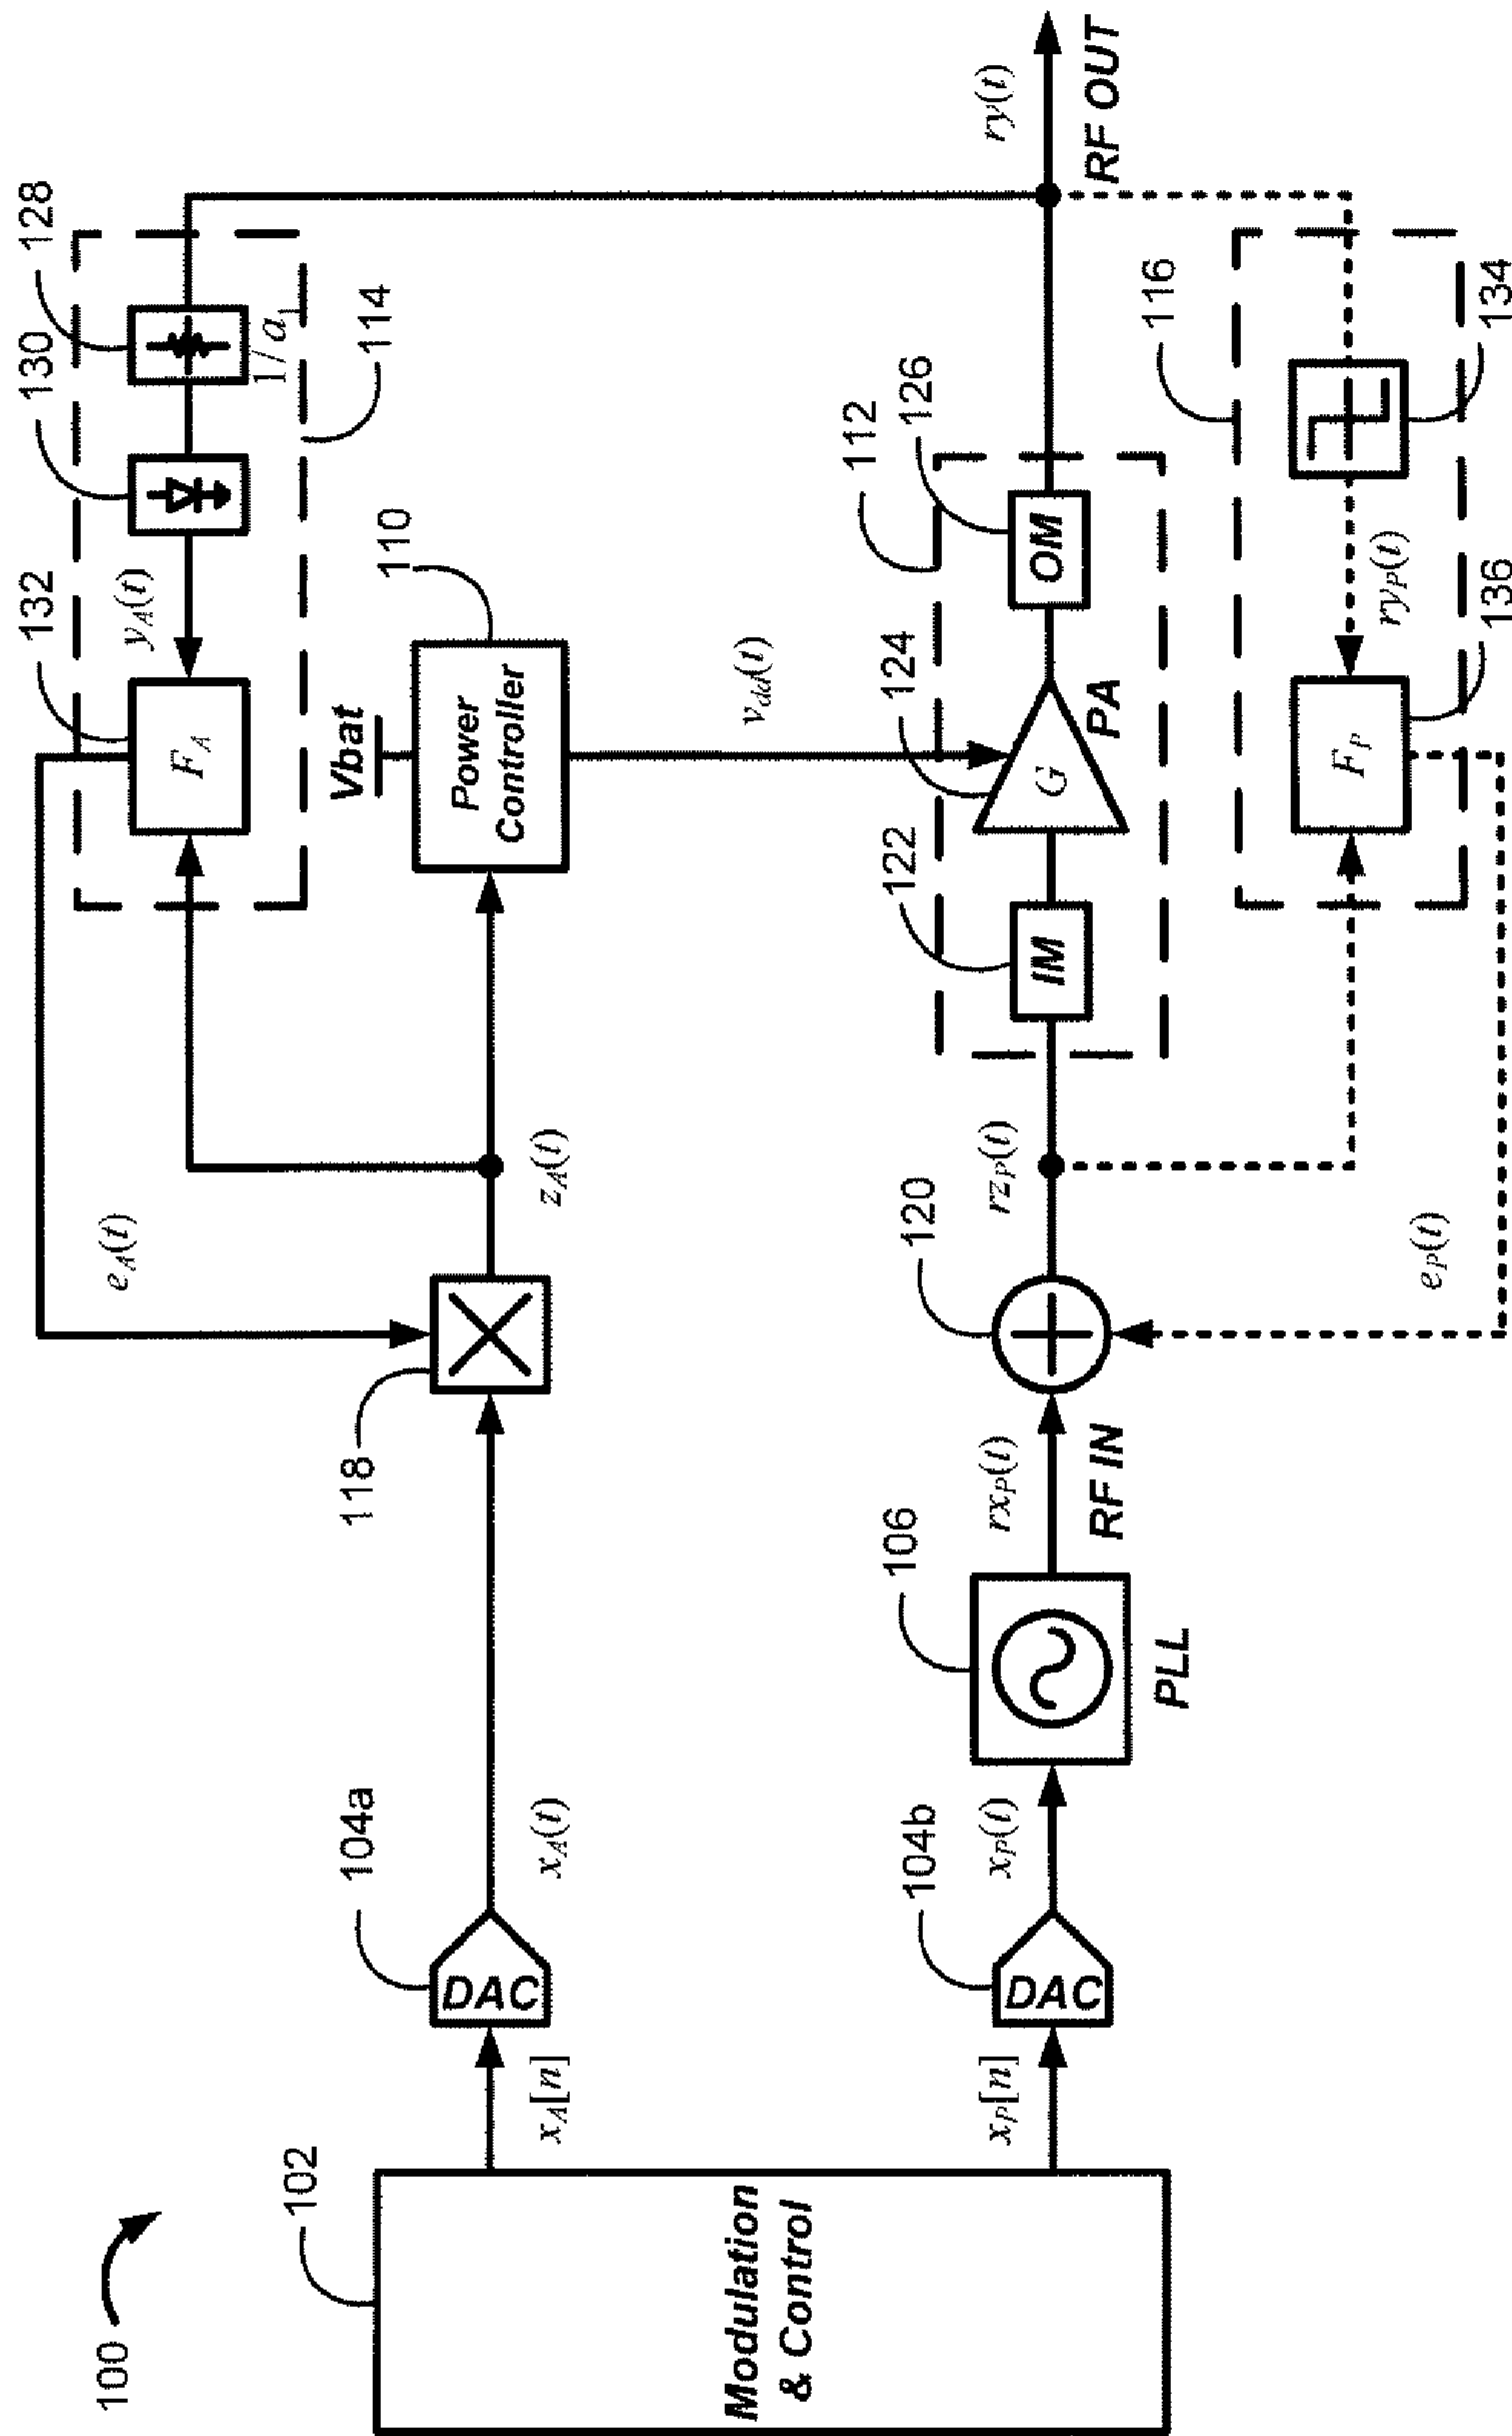 100
102
Modulation
& Control
x_A[n]
x_P[n]
104a
DAC
x_A(t)
104b
DAC
x_P(t)
106
PLL
rx_P(t)
RF IN
118
e_A(t)
z_A(t)
120
rz_P(t)
e_P(t)
132
F_A
y_A(t)
130
128
1/a_1
114
Vbat
110
Power
Controller
v_dd(t)
112
122
IM
124
G
PA
126
OM
116
F_P
136
ry_P(t)
134
ry(t)
RF OUT